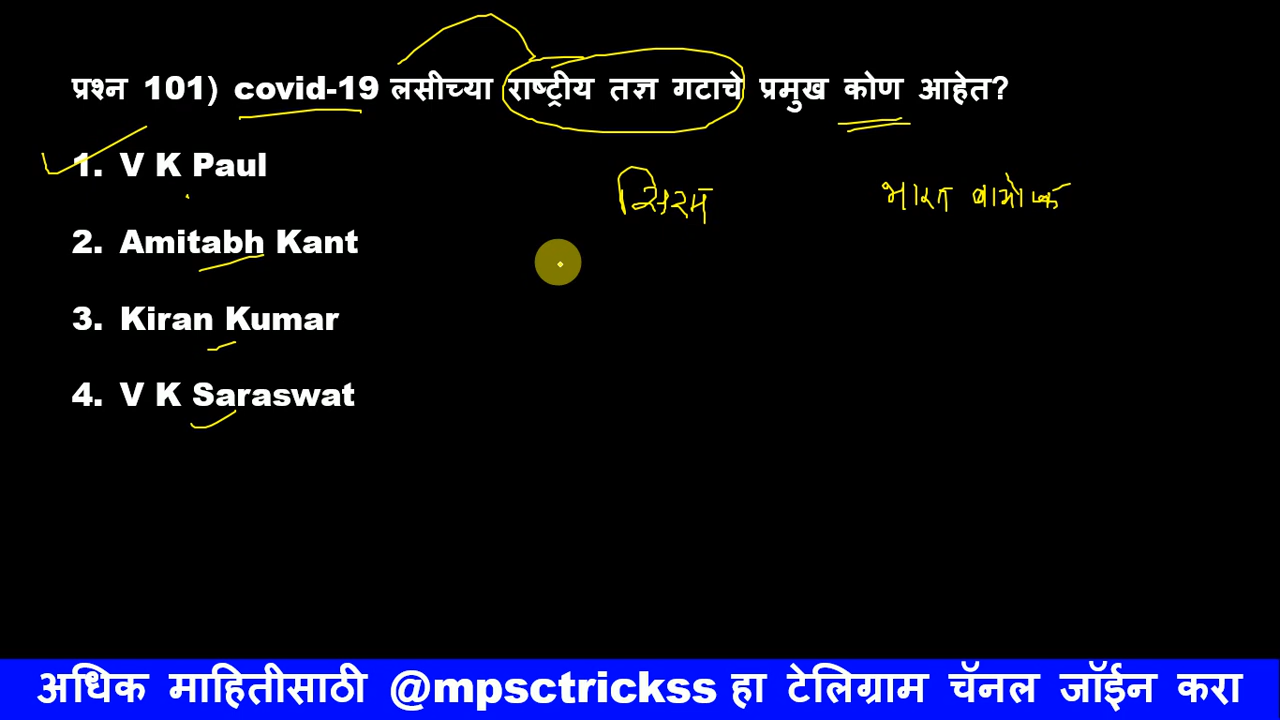 प्रश्न 101) covid-19 लसीच्या राष्ट्रीय तज्ञ गटाचे प्रमुख कोण आहेत?
1. V K Paul
सिरम भारत बायोटेक
2. Amitabh Kant
3. Kiran Kumar
4. V K Saraswat
अधिक माहितीसाठी @mpsctrickss हा टेलिग्राम चॅनल जॉईन करा